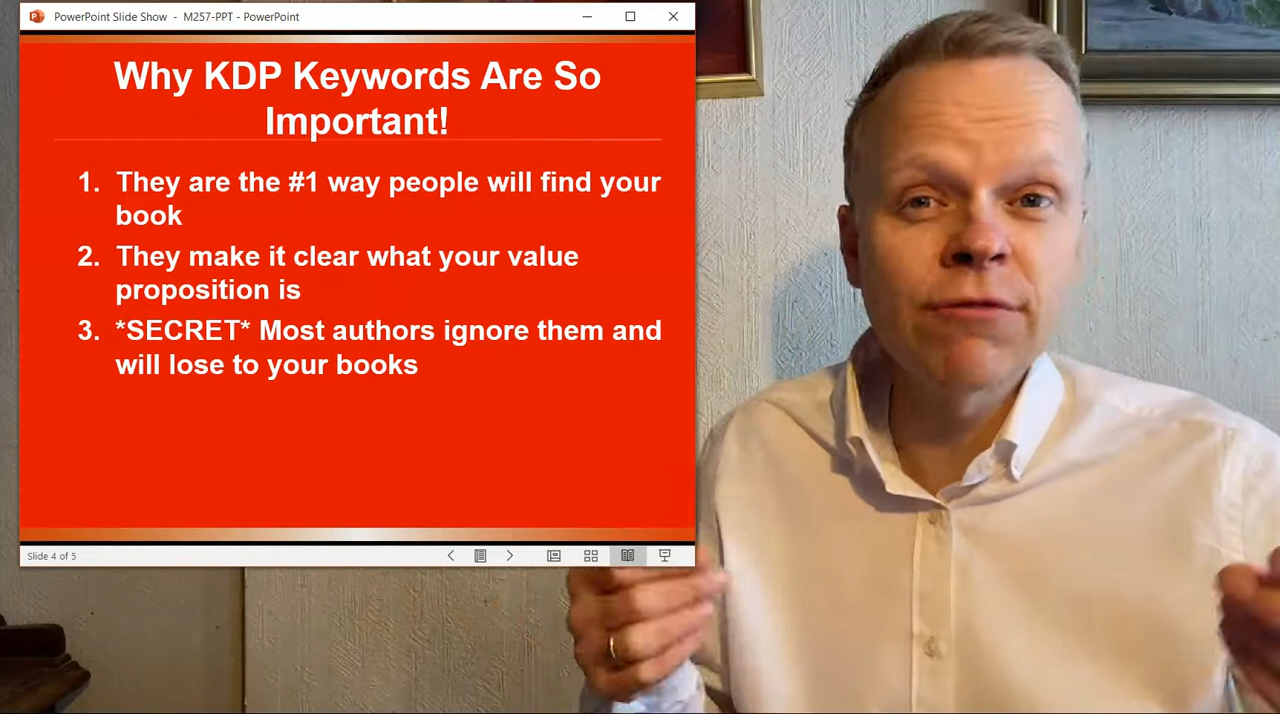 PowerPoint Slide Show - M257-PPT - PowerPoint
Why KDP Keywords Are So
Important!
1. They are the #1 way people will find your
book
2. They make it clear what your value
proposition is
3. *SECRET* Most authors ignore them and
will lose to your books
Slide 4 of 5